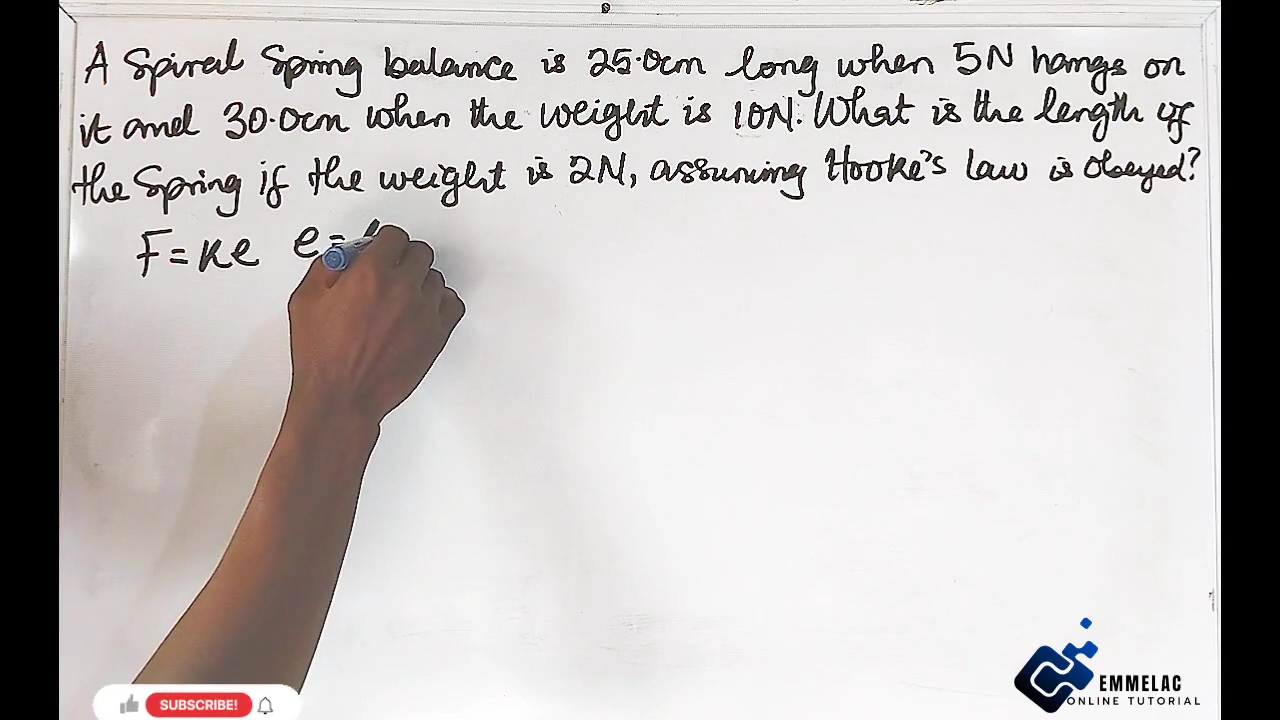 A Spiral Spring balance is 25.0cm long when 5N hangs on
it and 30.0cm when the weight is 10N. What is the length of
the Spring if the weight is 2N, assuming Hooke's law is obeyed?
F=Ke e=
SUBSCRIBE!
EMMELAC
ONLINE TUTORIAL